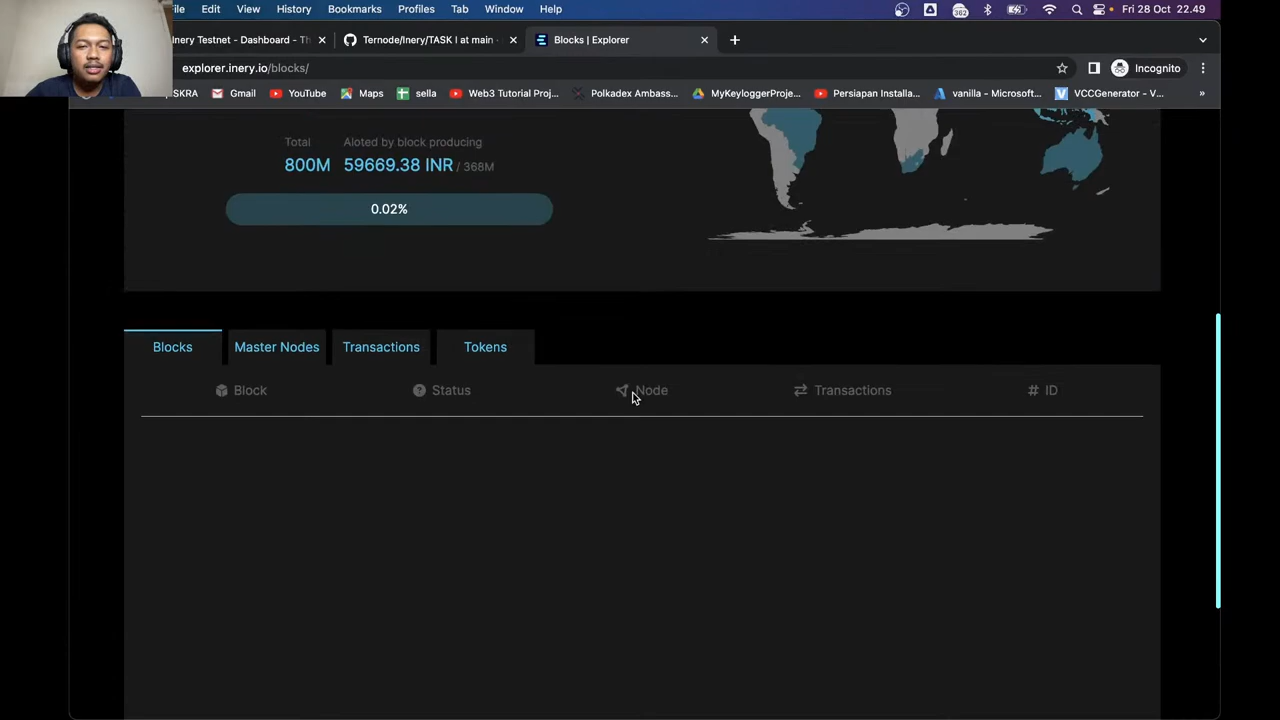 ile Edit View History Bookmarks Profiles Tab Window Help 362 Fri 28 Oct 22.49
Inery Testnet - Dashboard - Th Ternode/Inery/TASK I at main · Blocks | Explorer
explorer.inery.io/blocks/ Incognito
SKRA Gmail YouTube Maps sella Web3 Tutorial Proj... Polkadex Ambass... MyKeyloggerProje... Persiapan Installa... vanilla – Microsoft... VCCGenerator – V... »
Total Aloted by block producing
800M 59669.38 INR / 368M
0.02%
Blocks Master Nodes Transactions Tokens
Block Status Node Transactions # ID